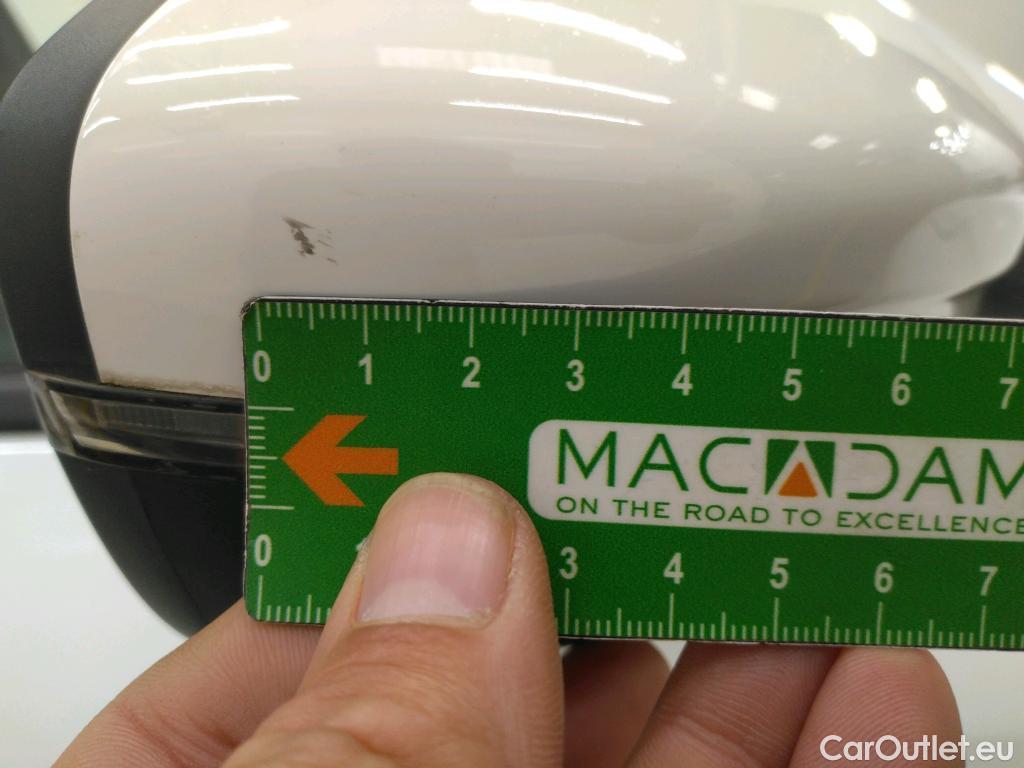 0 1 2 3 4 5 6 7
MACADAM
ON THE ROAD TO EXCELLENCE
0 3 4 5 6 7
CarOutlet.eu